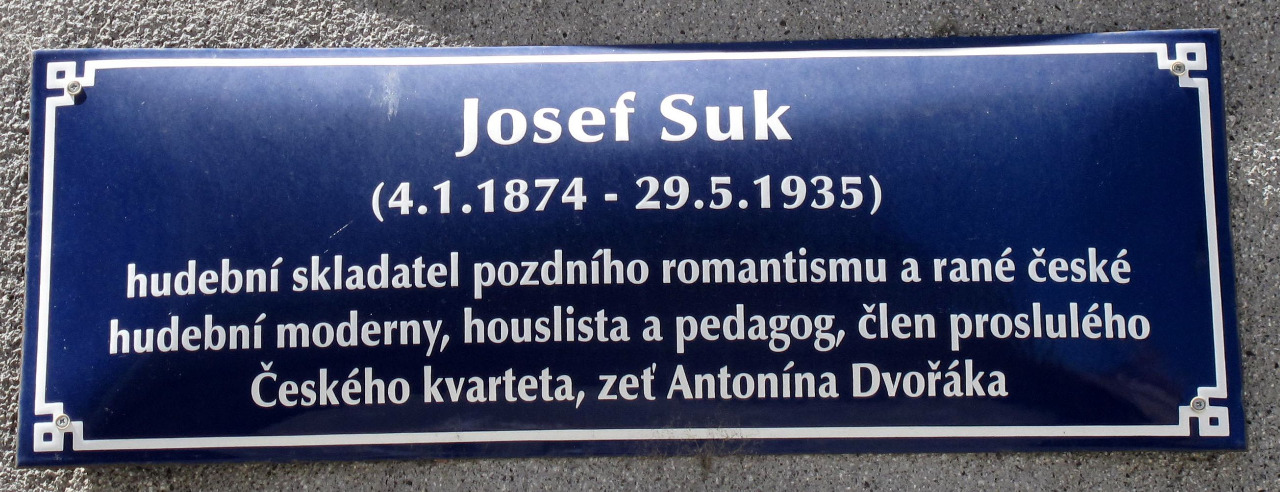 Josef Suk
(4.1.1874 - 29.5.1935)
hudební skladatel pozdního romantismu a rané české
hudební moderny, houslista a pedagog, člen proslulého
Českého kvarteta, zeť Antonína Dvořáka